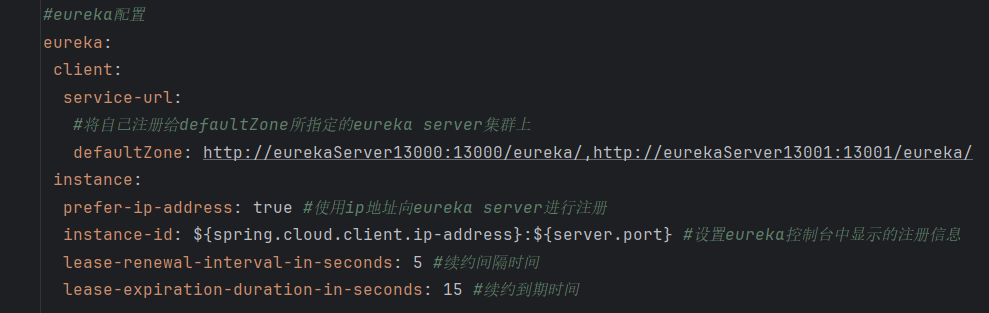 #eureka配置
eureka:
client:
service-url:
#将自己注册给defaultZone所指定的eureka server集群上
defaultZone: http://eurekaServer13000:13000/eureka/,http://eurekaServer13001:13001/eureka/
instance:
prefer-ip-address: true #使用ip地址向eureka server进行注册
instance-id: ${spring.cloud.client.ip-address}:${server.port} #设置eureka控制台中显示的注册信息
lease-renewal-interval-in-seconds: 5 #续约间隔时间
lease-expiration-duration-in-seconds: 15 #续约到期时间